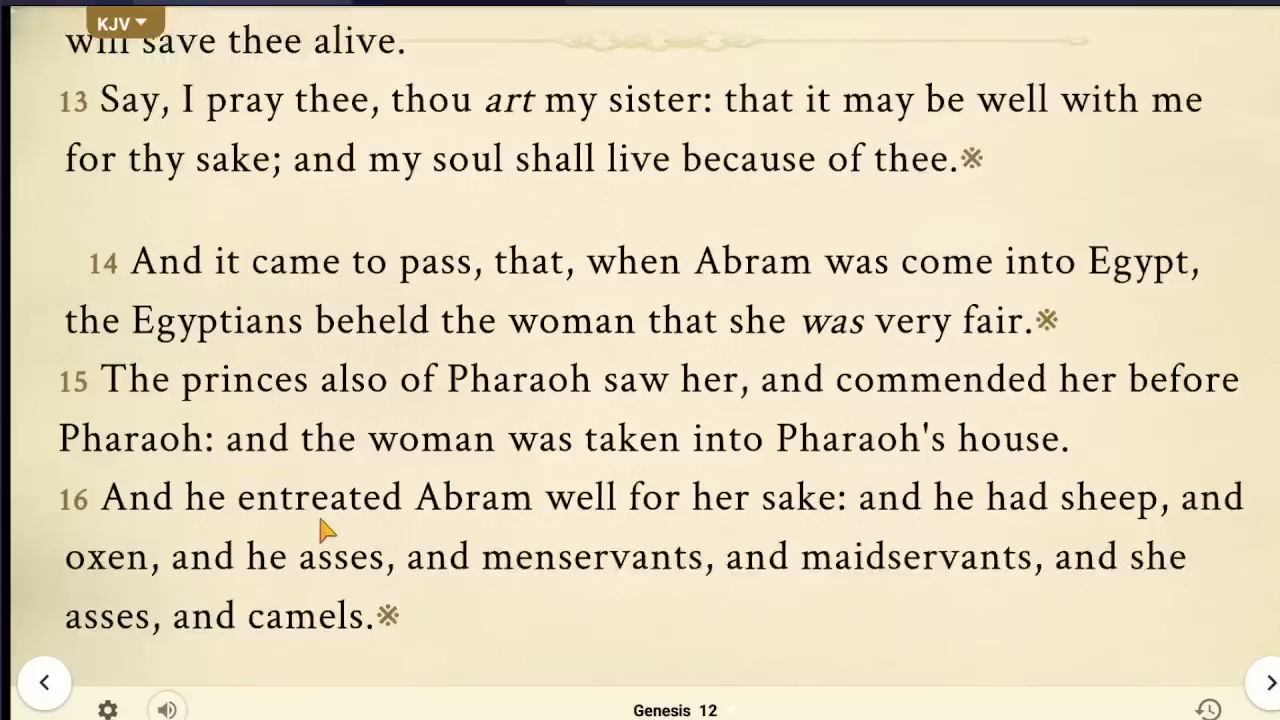 KJV
will save thee alive.
13 Say, I pray thee, thou art my sister: that it may be well with me
for thy sake; and my soul shall live because of thee.※
14 And it came to pass, that, when Abram was come into Egypt,
the Egyptians beheld the woman that she was very fair.※
15 The princes also of Pharaoh saw her, and commended her before
Pharaoh: and the woman was taken into Pharaoh's house.
16 And he entreated Abram well for her sake: and he had sheep, and
oxen, and he asses, and menservants, and maidservants, and she
asses, and camels.※
Genesis 12